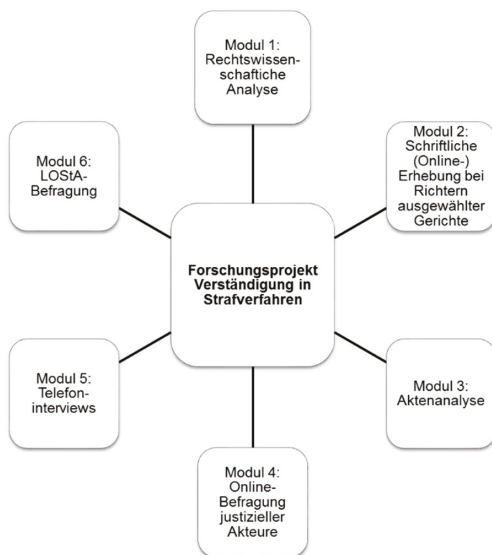 Modul 1:
Rechtswissen-
schaftiche
Analyse
Modul 2:
Schriftliche
(Online-)
Erhebung bei
Richtern
ausgewählter
Gerichte
Modul 3:
Aktenanalyse
Modul 4:
Online-
Befragung
justizieller
Akteure
Modul 5:
Telefon-
interviews
Modul 6:
LOStA-
Befragung
Forschungsprojekt
Verständigung in
Strafverfahren